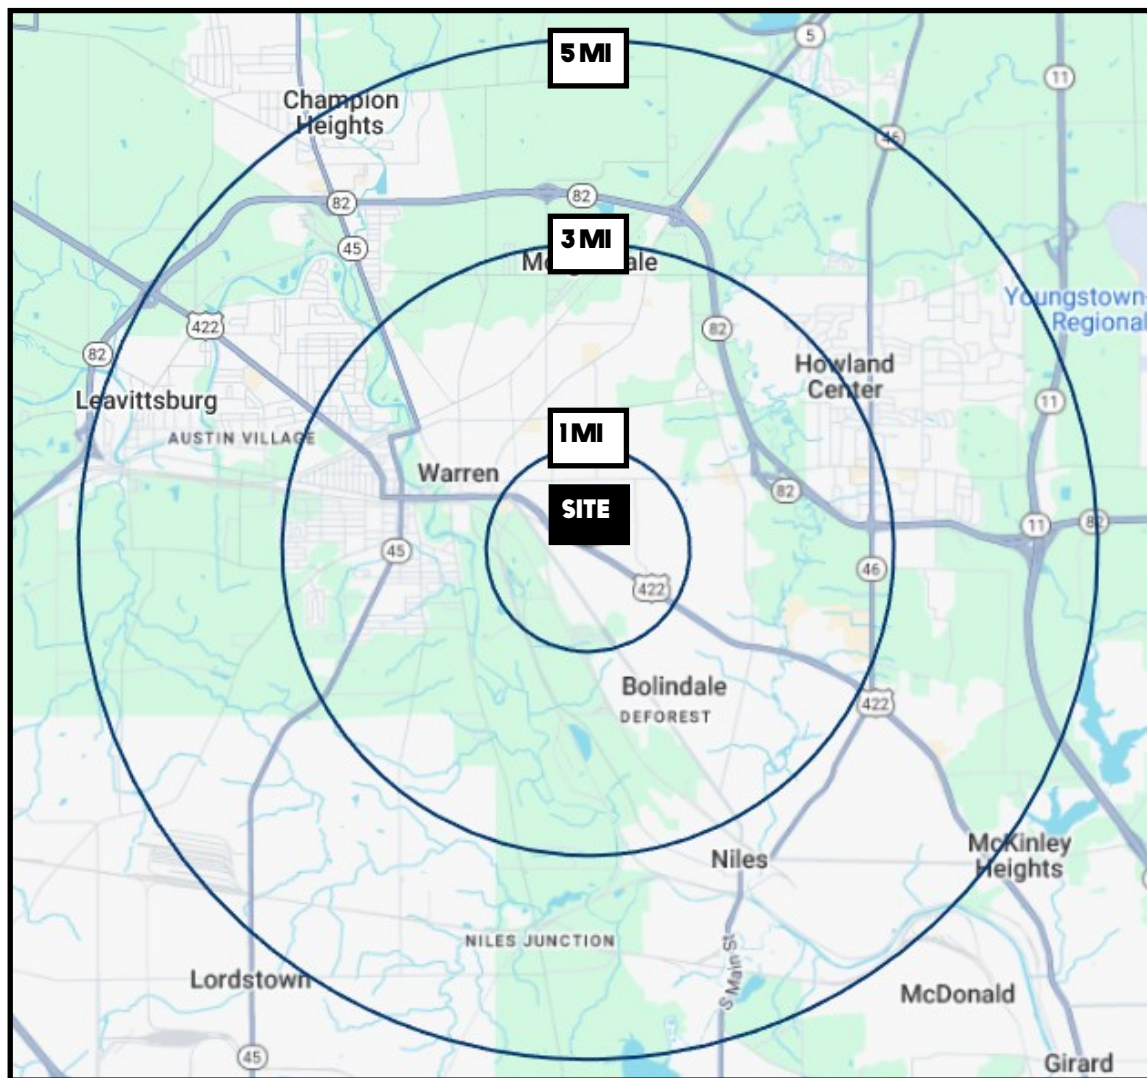 5 MI
5
11
Champion
Heights
46
82
82
3 MI
45
Youngstown-
Regional
422
82
82
Howland
Center
Leavittsburg
11
AUSTIN VILLAGE
1 MI
Warren
82
SITE
11
82
45
46
422
Bolindale
DEFOREST
422
McKinley
Heights
Niles
NILES JUNCTION
S Main St
Lordstown
McDonald
45
Girard